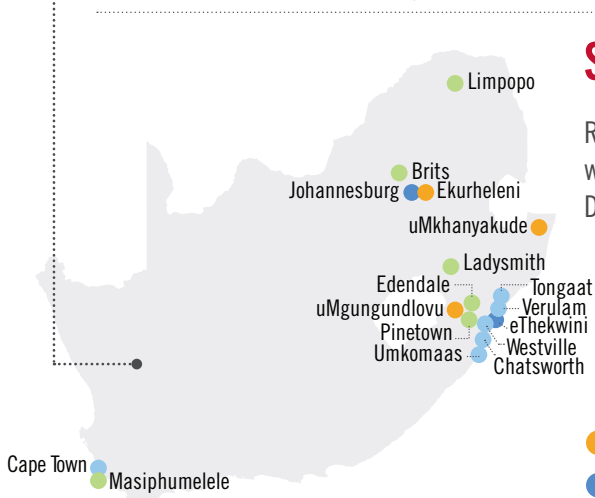 S
R
w
D
Limpopo
Brits
Johannesburg
Ekurheleni
uMkhanyakude
Ladysmith
Edendale
Tongaat
uMgungundlovu
Verulam
eThekwini
Pinetown
Westville
Umkomaas
Chatsworth
Cape Town
Masiphumelele